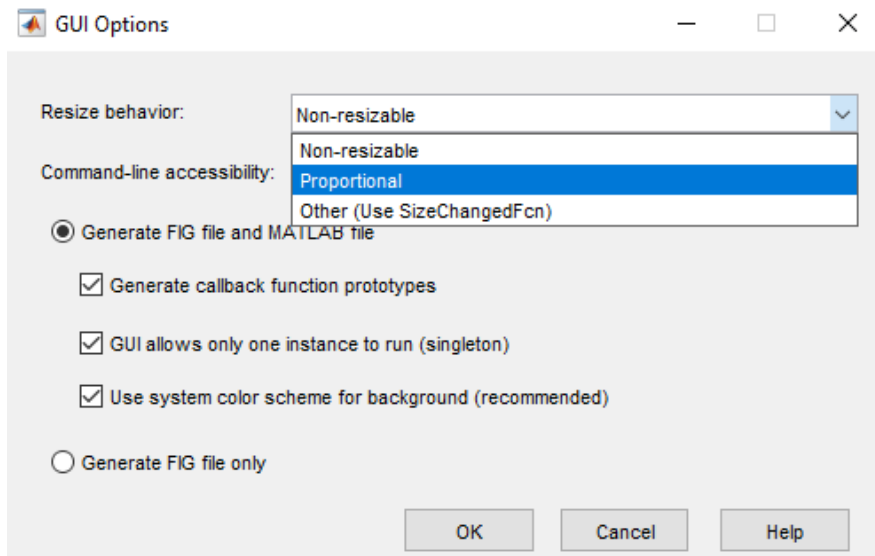 GUI Options
Resize behavior:
Non-resizable
Non-resizable
Proportional
Other (Use SizeChangedFcn)
Command-line accessibility:
Generate FIG file and MATLAB file
Generate callback function prototypes
GUI allows only one instance to run (singleton)
Use system color scheme for background (recommended)
Generate FIG file only
OK
Cancel
Help